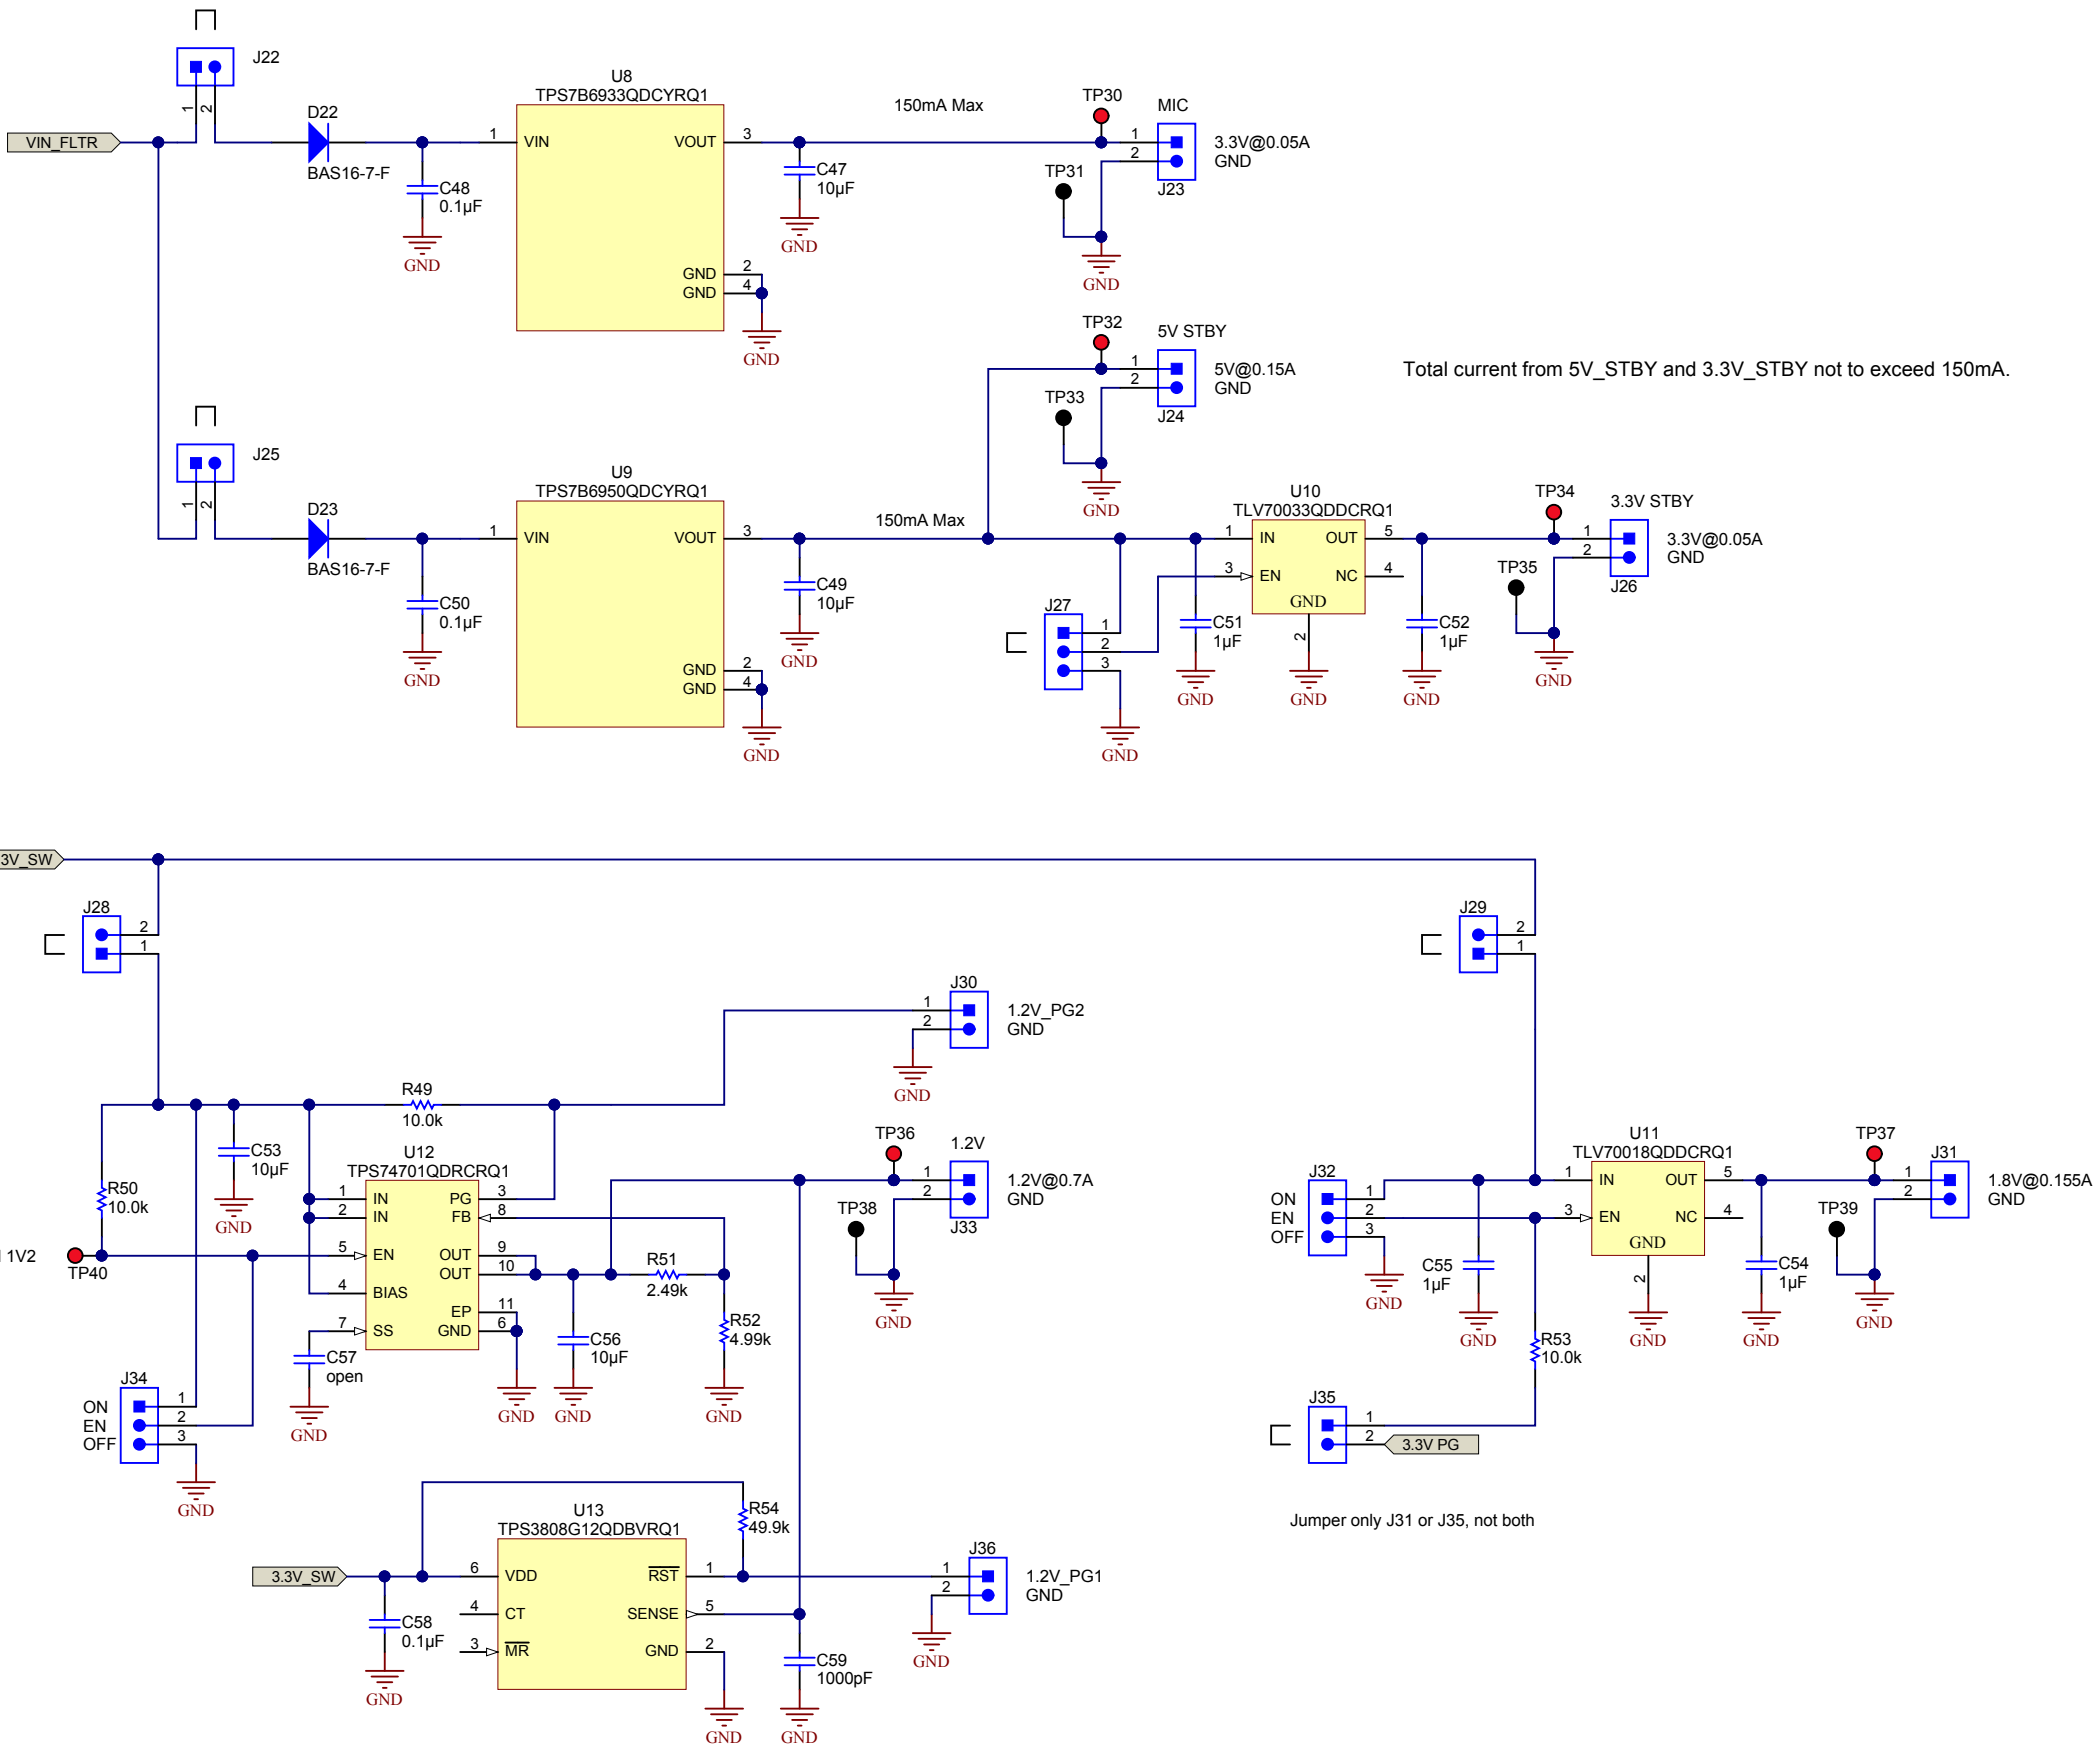 J22
1
2
VIN_FLTR
D22
BAS16-7-F
C48
0.1µF
GND
U8
TPS7B6933QDCYRQ1
1
VIN
VOUT
3
GND
2
GND
4
GND
150mA Max
C47
10µF
GND
TP30
MIC
1
2
3.3V@0.05A
GND
TP31
J23
GND
TP32
5V STBY
1
2
5V@0.15A
GND
TP33
J24
GND
Total current from 5V_STBY and 3.3V_STBY not to exceed 150mA.
J25
1
2
D23
BAS16-7-F
C50
0.1µF
GND
U9
TPS7B6950QDCYRQ1
1
VIN
VOUT
3
GND
2
GND
4
GND
150mA Max
C49
10µF
GND
J27
1
2
3
GND
C51
1µF
GND
U10
TLV70033QDDCRQ1
1
IN
OUT
5
3
EN
NC
4
GND
2
GND
C52
1µF
GND
TP34
3.3V STBY
1
2
3.3V@0.05A
GND
TP35
J26
GND
3V_SW
J28
2
1
J29
2
1
J30
1
2
1.2V_PG2
GND
GND
R49
10.0k
C53
10µF
GND
R50
10.0k
1V2
TP40
U12
TPS74701QDRCRQ1
1
IN
PG
3
2
IN
FB
8
5
EN
OUT
9
OUT
10
4
BIAS
EP
11
7
SS
GND
6
GND
C57
open
GND
C56
10µF
GND
R51
2.49k
R52
4.99k
GND
TP36
1.2V
1
2
1.2V@0.7A
GND
TP38
J33
GND
J34
ON
1
EN
2
OFF
3
GND
J32
ON
1
EN
2
OFF
3
GND
C55
1µF
GND
U11
TLV70018QDDCRQ1
1
IN
OUT
5
3
EN
NC
4
GND
2
GND
C54
1µF
GND
TP37
J31
1
2
1.8V@0.155A
GND
TP39
GND
R53
10.0k
J35
1
2
3.3V PG
Jumper only J31 or J35, not both
3.3V_SW
C58
0.1µF
GND
U13
TPS3808G12QDBVRQ1
6
VDD
RST
1
4
CT
SENSE
5
3
MR
GND
2
GND
R54
49.9k
C59
1000pF
GND
J36
1
2
1.2V_PG1
GND
GND